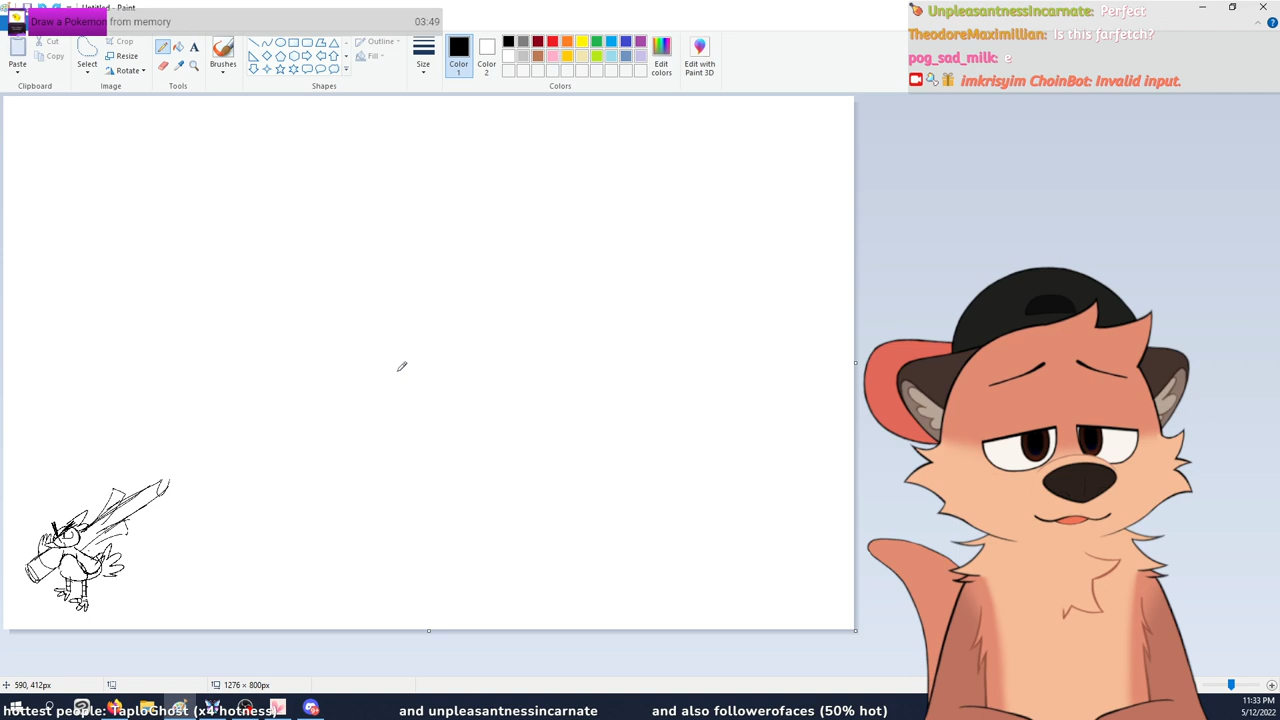 Untitled - Paint
Draw a Pokemon from memory
03:49
Paste
Cut
Copy
Clipboard
Select
Crop
Resize
Rotate
Image
Tools
Brushes
Shapes
Outline
Fill
Size
Color 1
Color 2
Colors
Edit colors
Edit with Paint 3D
Unpleasantnessincarnate: Perfect
TheodoreMaximillian: Is this farfetch?
pog_sad_milk: e
imkrisyim ChoinBot: Invalid input.
590, 412px
1276 × 800px
11:33 PM
5/12/2022
hottest people: TaploGhost (x4 hotness)
and unpleasantnessincarnate
and also followerofaces (50% hot)